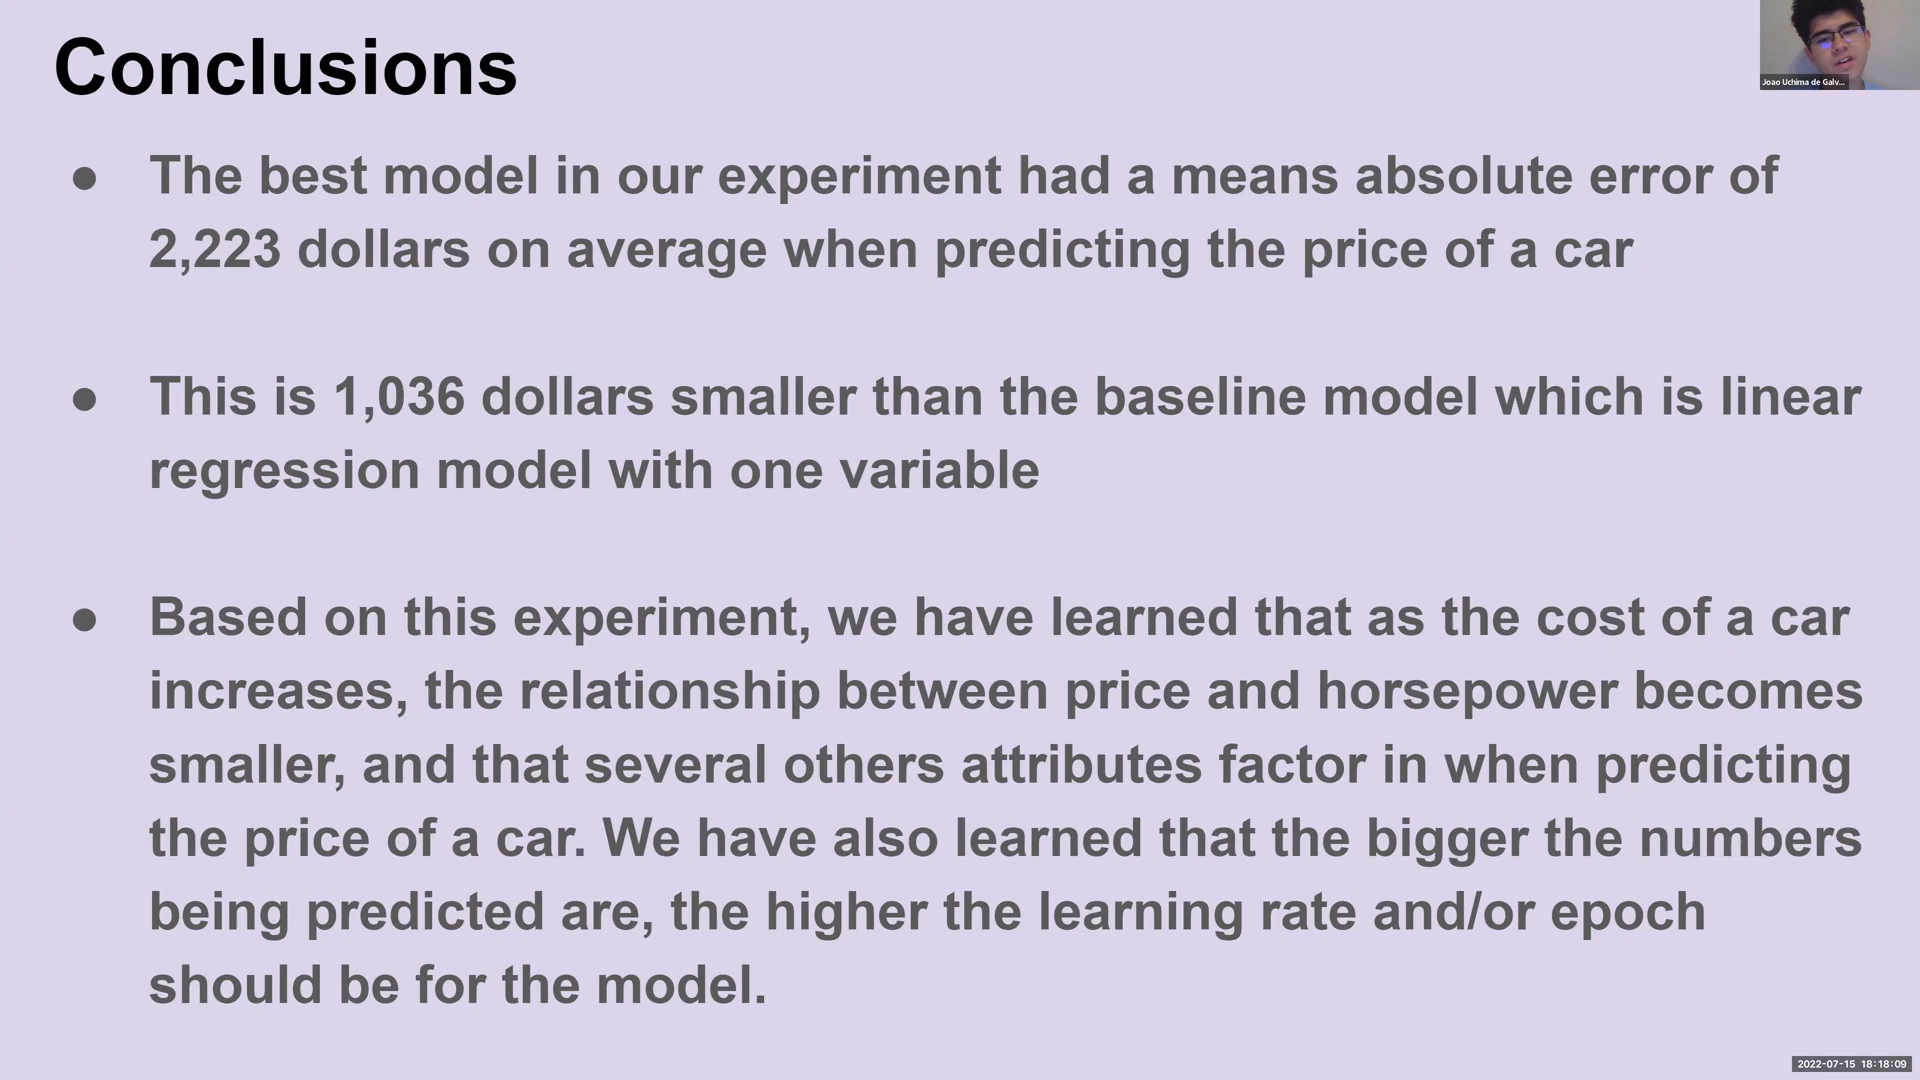 Conclusions
Joao Uchima de Galv...
● The best model in our experiment had a means absolute error of
2,223 dollars on average when predicting the price of a car
● This is 1,036 dollars smaller than the baseline model which is linear
regression model with one variable
● Based on this experiment, we have learned that as the cost of a car
increases, the relationship between price and horsepower becomes
smaller, and that several others attributes factor in when predicting
the price of a car. We have also learned that the bigger the numbers
being predicted are, the higher the learning rate and/or epoch
should be for the model.
2022-07-15 18:18:09